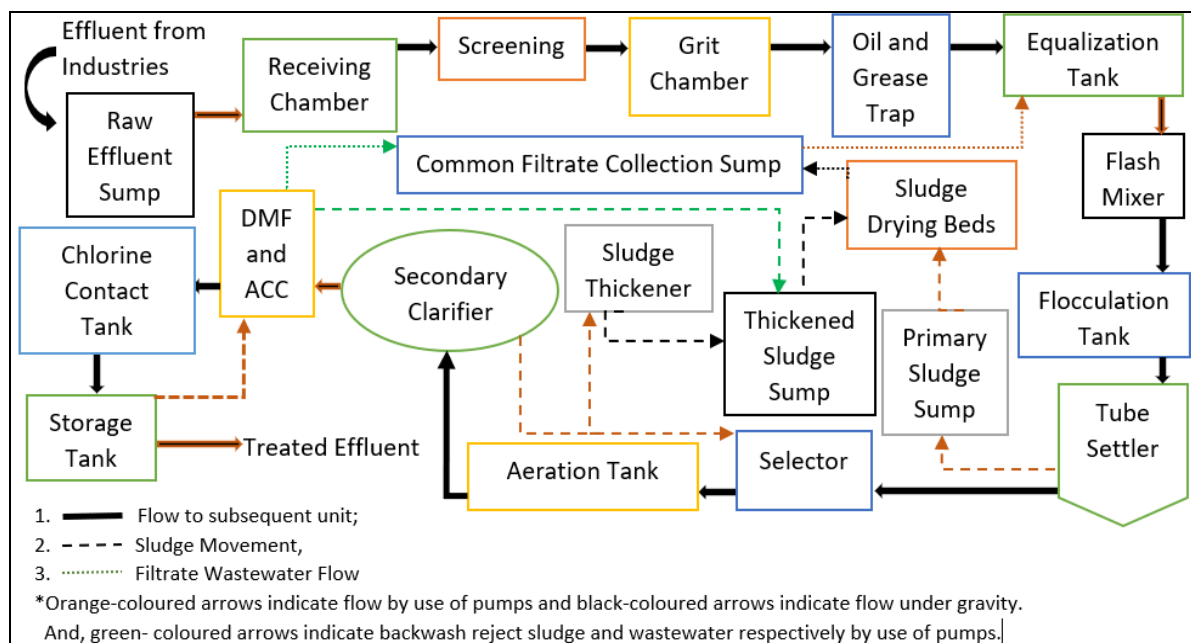 Effluent from
Industries
Raw
Effluent
Sump
Receiving
Chamber
Screening
Grit
Chamber
Oil and
Grease
Trap
Equalization
Tank
Common Filtrate Collection Sump
Flash
Mixer
Sludge
Drying Beds
DMF
and
ACC
Chlorine
Contact
Tank
Secondary
Clarifier
Sludge
Thickener
Thickened
Sludge
Sump
Primary
Sludge
Sump
Flocculation
Tank
Tube
Settler
Storage
Tank
Treated Effluent
Aeration Tank
Selector
1. Flow to subsequent unit;
2. Sludge Movement,
3. Filtrate Wastewater Flow
*Orange-coloured arrows indicate flow by use of pumps and black-coloured arrows indicate flow under gravity.
And, green- coloured arrows indicate backwash reject sludge and wastewater respectively by use of pumps.